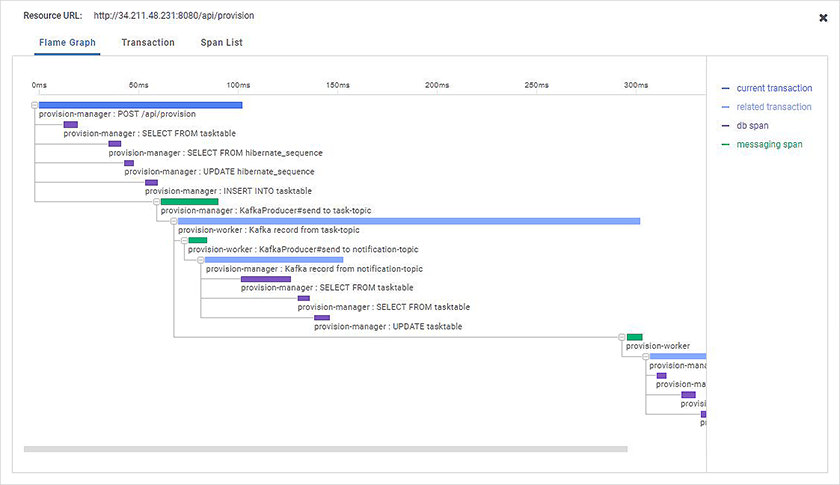 Resource URL: http://34.211.48.231:8080/api/provision
Flame Graph Transaction Span List
0ms 50ms 100ms 150ms 200ms 250ms 300ms
provision-manager : POST /api/provision
provision-manager : SELECT FROM tasktable
provision-manager : SELECT FROM hibernate_sequence
provision-manager : UPDATE hibernate_sequence
provision-manager : INSERT INTO tasktable
provision-manager : KafkaProducer#send to task-topic
provision-worker : Kafka record from task-topic
provision-worker : KafkaProducer#send to notification-topic
provision-manager : Kafka record from notification-topic
provision-manager : SELECT FROM tasktable
provision-manager : SELECT FROM tasktable
provision-manager : UPDATE tasktable
provision-worker
provision-mana
provision-ma
provisi
pr
current transaction
related transaction
db span
messaging span